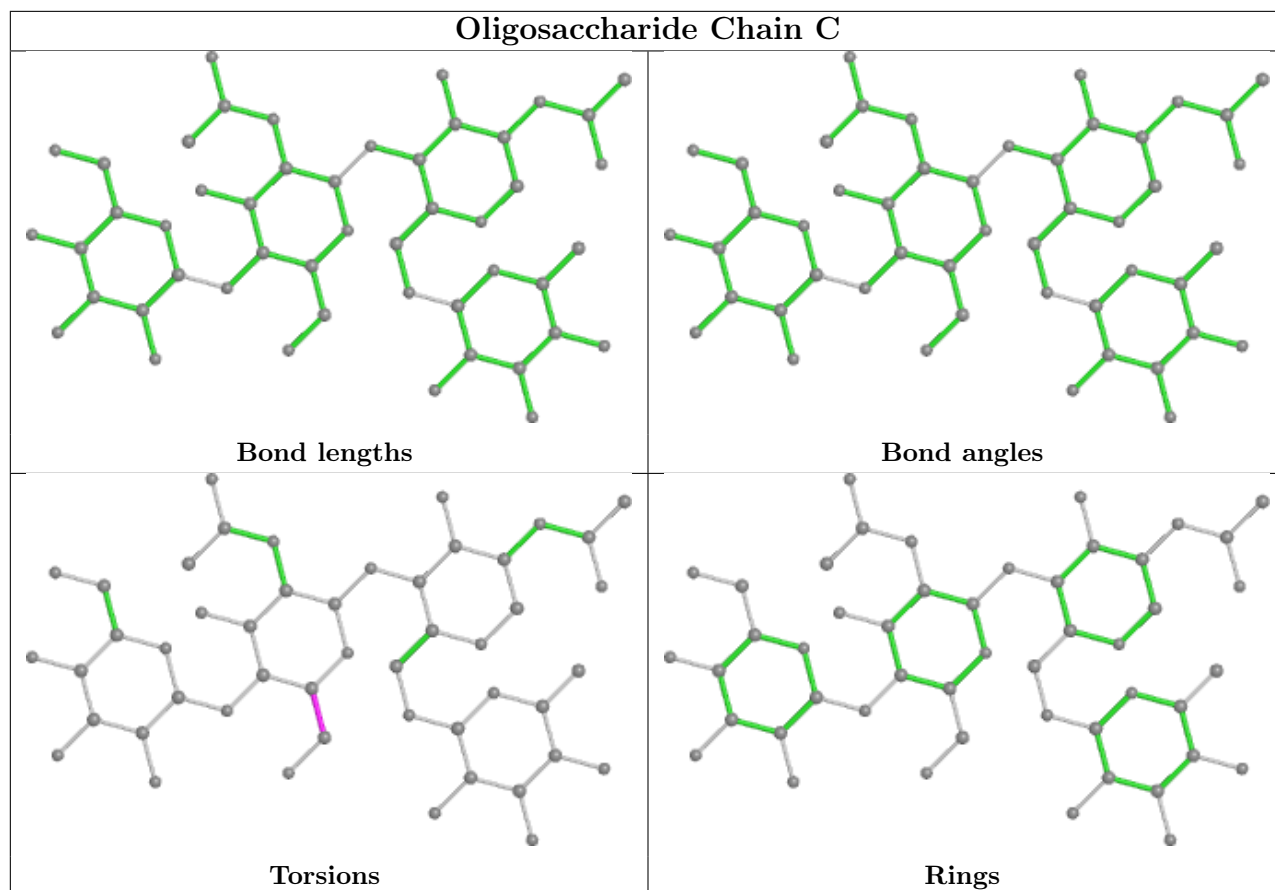 Oligosaccharide Chain C
Bond lengths
Bond angles
Torsions
Rings